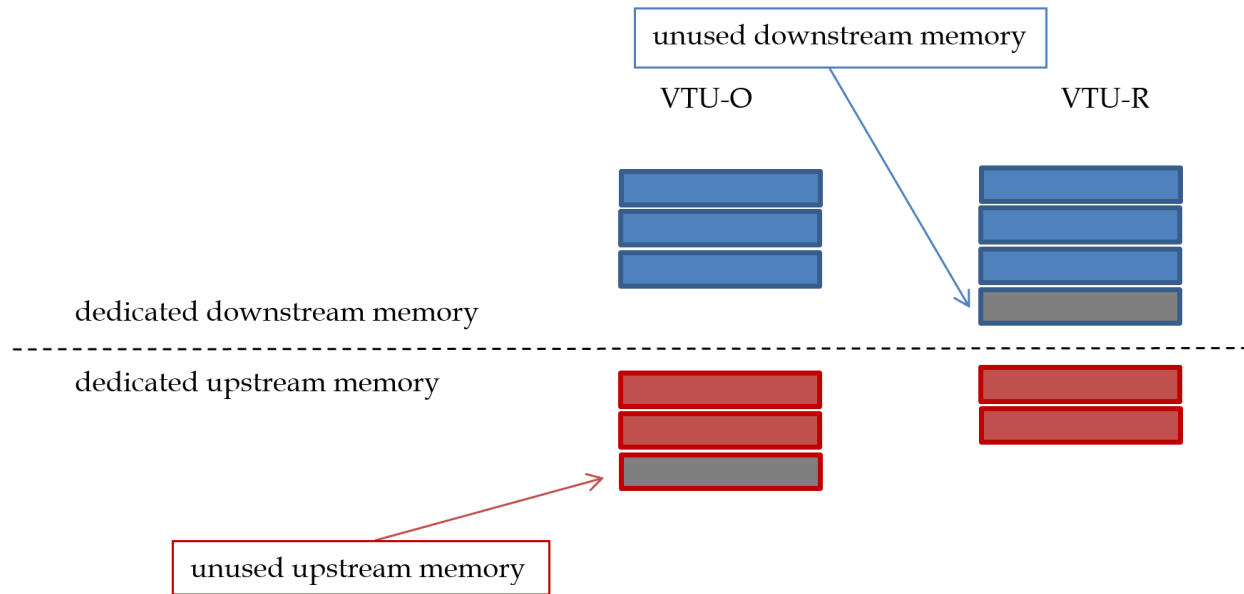 unused downstream memory
VTU-O
VTU-R
dedicated downstream memory
dedicated upstream memory
unused upstream memory